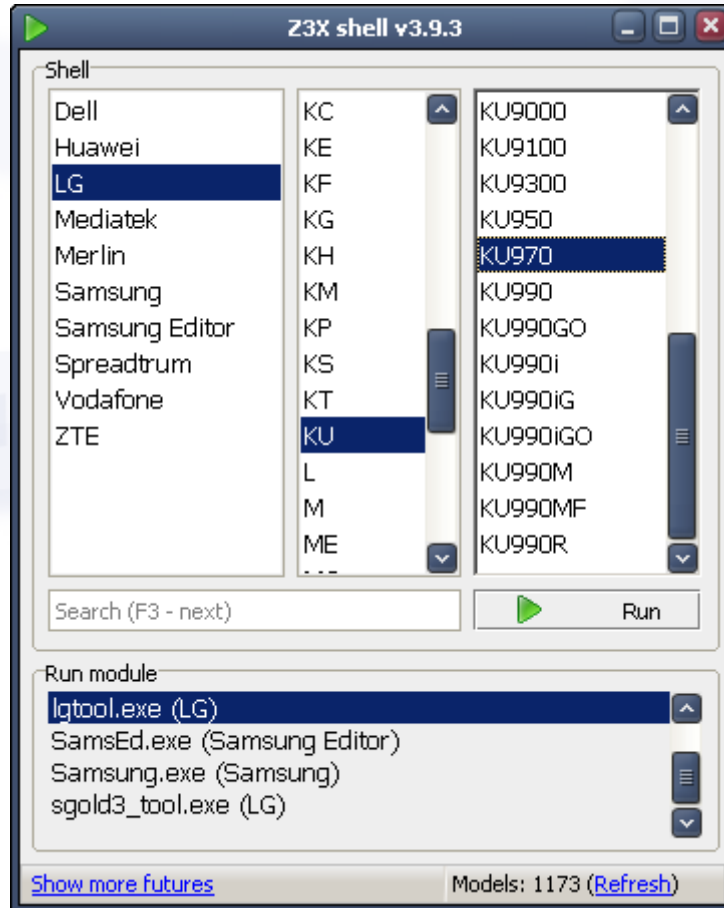 Z3X shell v3.9.3
Shell
Dell
Huawei
LG
Mediatek
Merlin
Samsung
Samsung Editor
Spreadtrum
Vodafone
ZTE
KC
KE
KF
KG
KH
KM
KP
KS
KT
KU
L
M
ME
KU9000
KU9100
KU9300
KU950
KU970
KU990
KU990GO
KU990i
KU990iG
KU990iGO
KU990M
KU990MF
KU990R
Search (F3 - next)
Run
Run module
lgtool.exe (LG)
SamsEd.exe (Samsung Editor)
Samsung.exe (Samsung)
sgold3_tool.exe (LG)
Show more futures
Models: 1173 (Refresh)